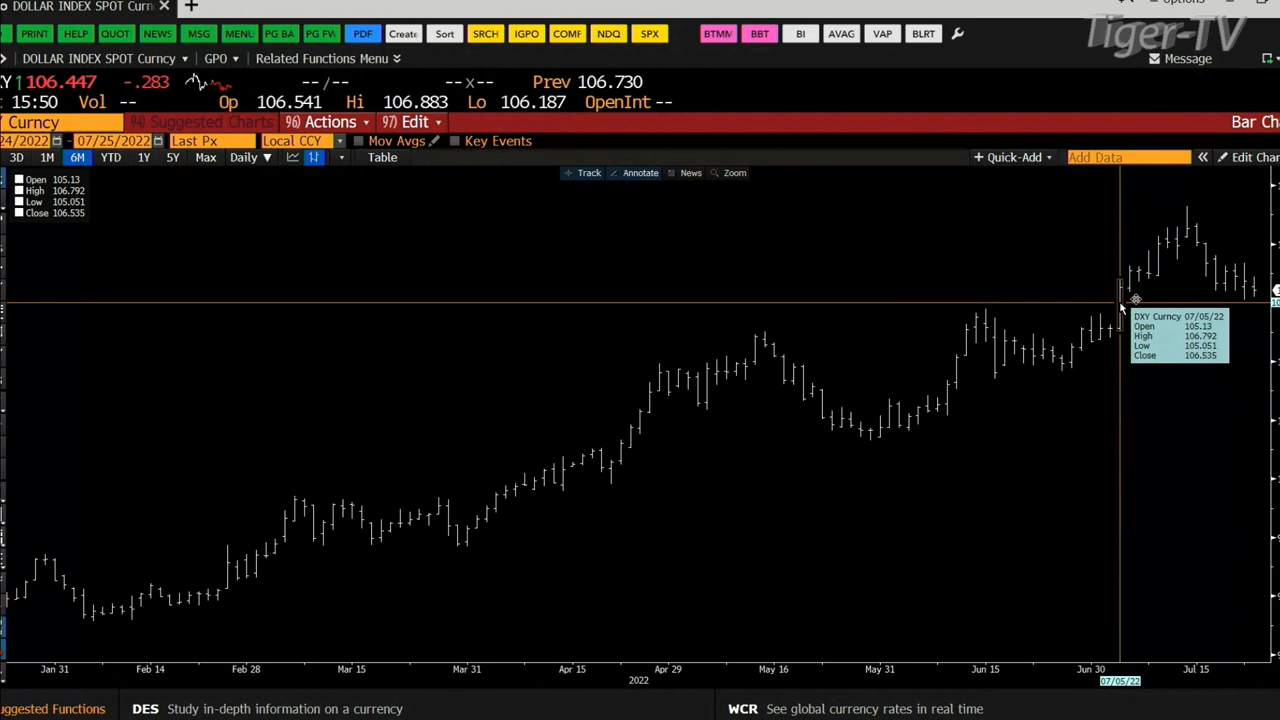 DOLLAR INDEX SPOT Curn
Options
PRINT HELP QUOT NEWS MSG MENU PG BA PG FW PDF Create Sort SRCH IGPO COMF NDQ SPX BTMM BBT BI AVAG VAP BLRT
Tiger-TV
DOLLAR INDEX SPOT Curncy GPO Related Functions Menu Message
Y 106.447 -.283 --/-- --x-- Prev 106.730
15:50 Vol -- Op 106.541 Hi 106.883 Lo 106.187 OpenInt --
Curncy 94) Suggested Charts 96) Actions 97) Edit Bar Cha
24/2022 - 07/25/2022 Last Px Local CCY Mov Avgs Key Events
3D 1M 6M YTD 1Y 5Y Max Daily Table + Quick-Add Add Data Edit Char
Track Annotate News Zoom
Open 105.13
High 106.792
Low 105.051
Close 106.535
DXY Curncy 07/05/22
Open 105.13
High 106.792
Low 105.051
Close 106.535
Jan 31 Feb 14 Feb 28 Mar 15 Mar 31 Apr 15 Apr 29 May 16 May 31 Jun 15 Jun 30 Jul 15
2022 07/05/22
uggested Functions DES Study in-depth information on a currency WCR See global currency rates in real time